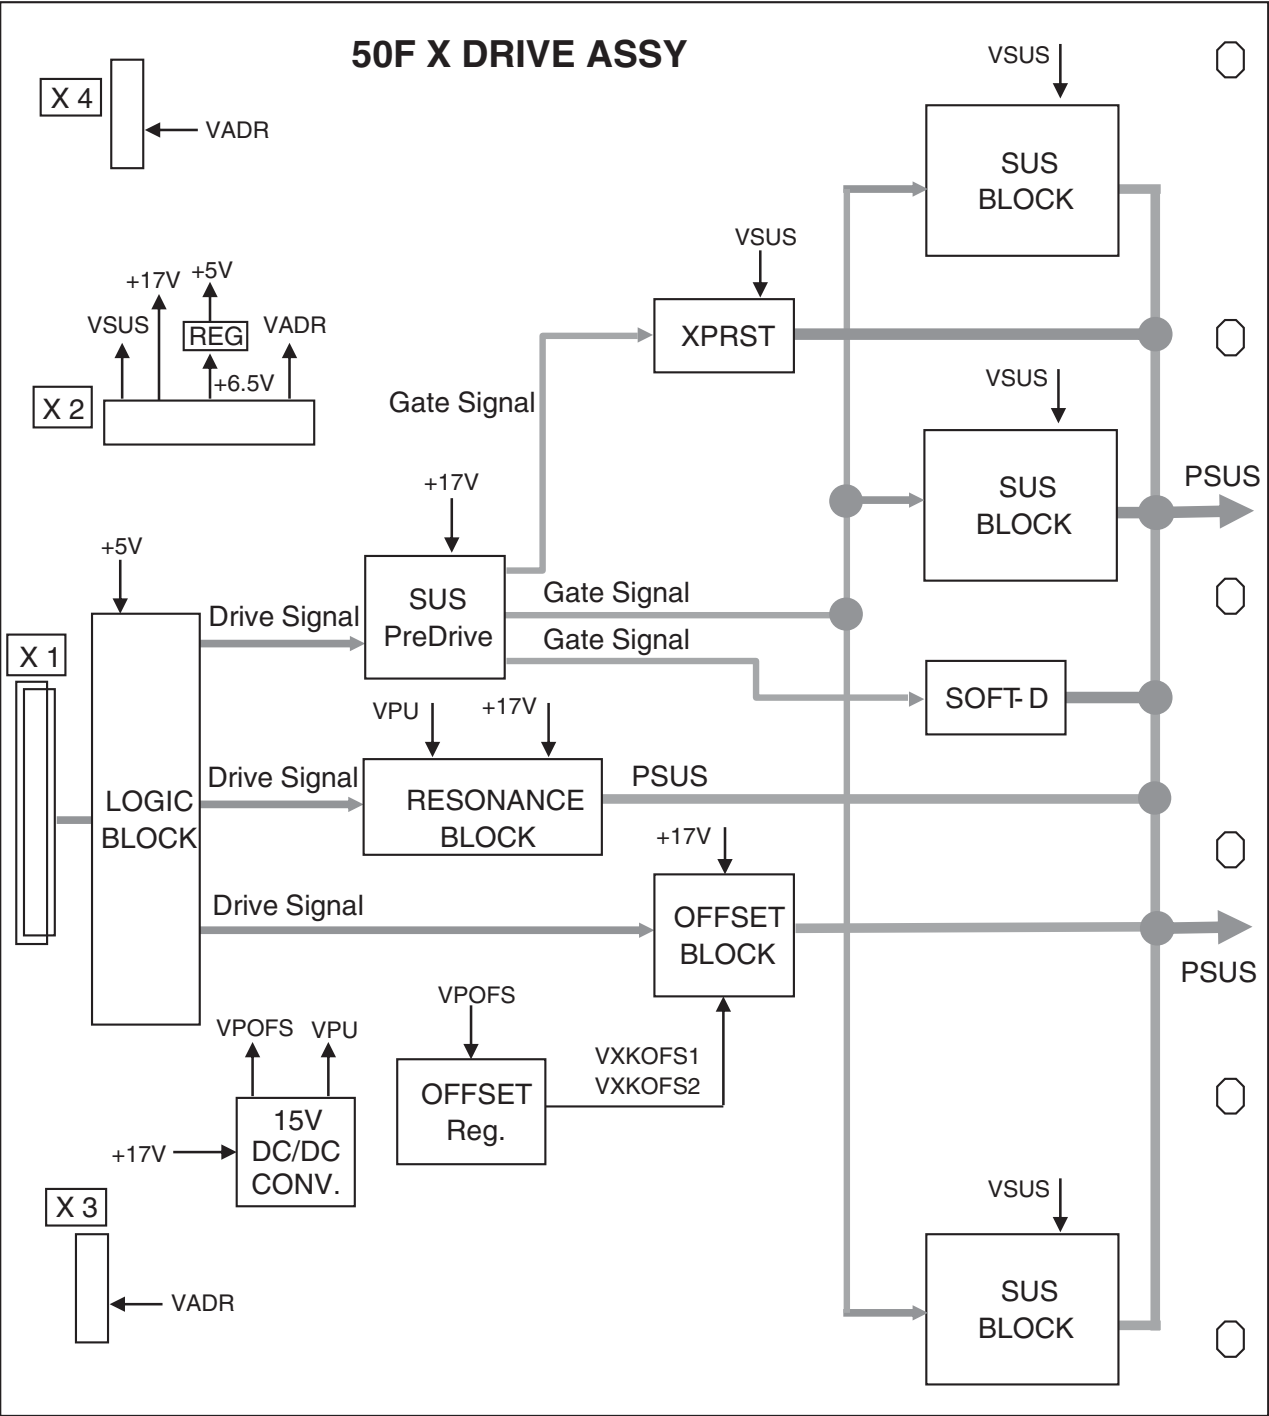 50F X DRIVE ASSY
VSUS
X 4
VADR
SUS
BLOCK
VSUS
+17V
+5V
VSUS
REG
VADR
XPRST
+6.5V
X 2
Gate Signal
VSUS
SUS
BLOCK
PSUS
+17V
+5V
Drive Signal
SUS
PreDrive
Gate Signal
Gate Signal
X 1
SOFT-D
VPU
+17V
Drive Signal
LOGIC
BLOCK
RESONANCE
BLOCK
PSUS
+17V
Drive Signal
OFFSET
BLOCK
PSUS
VPOFS
VPOFS
VPU
OFFSET
Reg.
VXKOFS1
VXKOFS2
+17V
15V
DC/DC
CONV.
X 3
VADR
VSUS
SUS
BLOCK